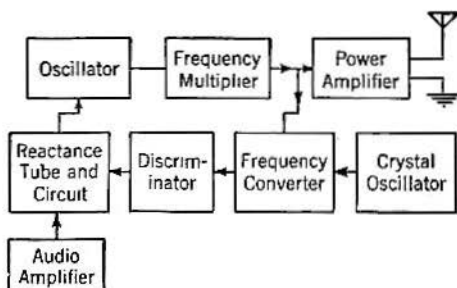 Oscillator
Frequency
Multiplier
Power
Amplifier
Reactance
Tube and
Circuit
Discrim-
inator
Frequency
Converter
Crystal
Oscillator
Audio
Amplifier